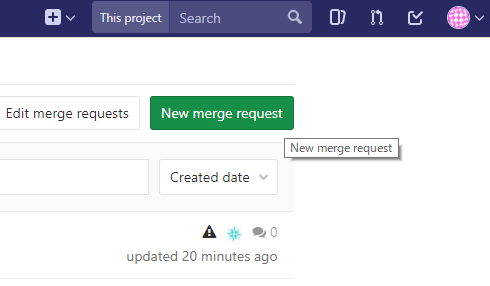 This project Search
Edit merge requests New merge request
New merge request
Created date
0
updated 20 minutes ago